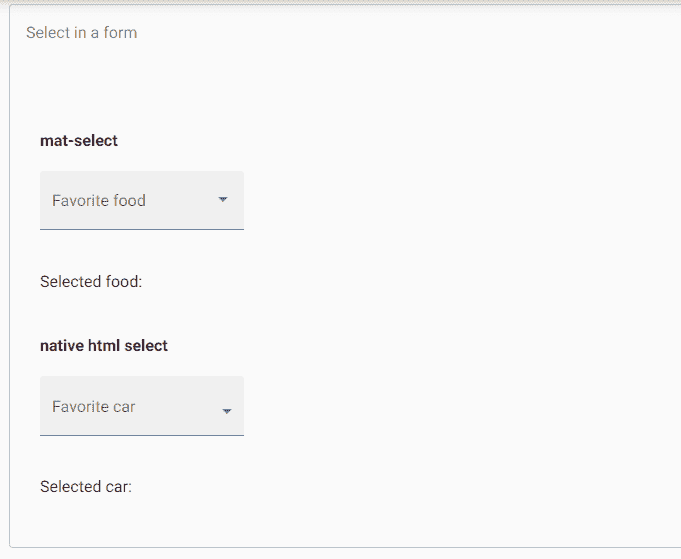 Select in a form
mat-select
Favorite food
Selected food:
native html select
Favorite car
Selected car: